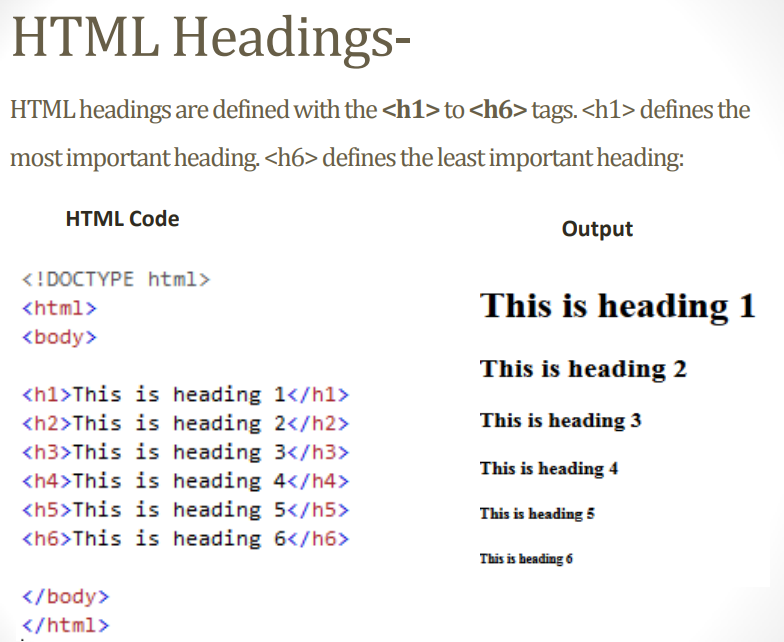 HTML Headings-
HTML headings are defined with the <h1> to <h6> tags. <h1> defines the
most important heading. <h6> defines the least important heading:
HTML Code
<!DOCTYPE html>
<html>
<body>
<h1>This is heading 1</h1>
<h2>This is heading 2</h2>
<h3>This is heading 3</h3>
<h4>This is heading 4</h4>
<h5>This is heading 5</h5>
<h6>This is heading 6</h6>
</body>
</html>
Output
This is heading 1
This is heading 2
This is heading 3
This is heading 4
This is heading 5
This is heading 6